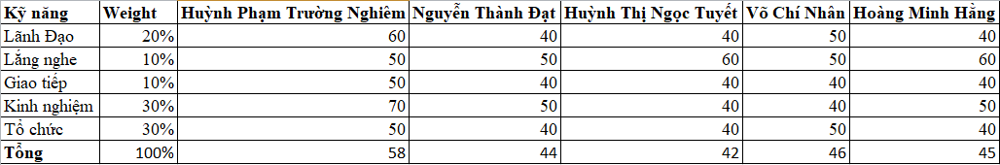 Kỹ năng Weight Huỳnh Phạm Trường Nghiêm Nguyễn Thành Đạt Huỳnh Thị Ngọc Tuyết Võ Chí Nhân Hoàng Minh Hằng
Lãnh Đạo 20% 60 40 40 50 40
Lắng nghe 10% 50 50 60 50 60
Giao tiếp 10% 50 40 40 40 40
Kinh nghiệm 30% 70 50 40 40 50
Tổ chức 30% 50 40 40 50 40
Tổng 100% 58 44 42 46 45